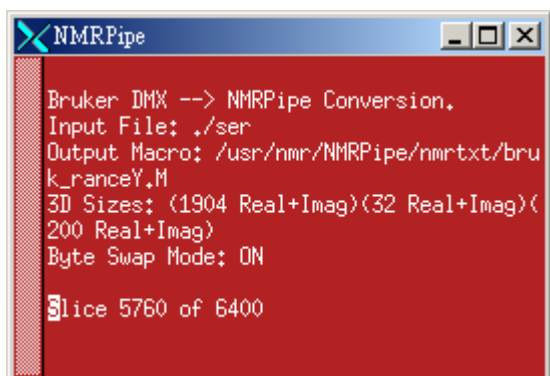 NMRPipe
Bruker DMX --> NMRPipe Conversion.
Input File: ./ser
Output Macro: /usr/nmr/NMRPipe/nmrtxt/bru
k_ranceY.M
3D Sizes: (1904 Real+Imag)(32 Real+Imag)(
200 Real+Imag)
Byte Swap Mode: ON
Slice 5760 of 6400